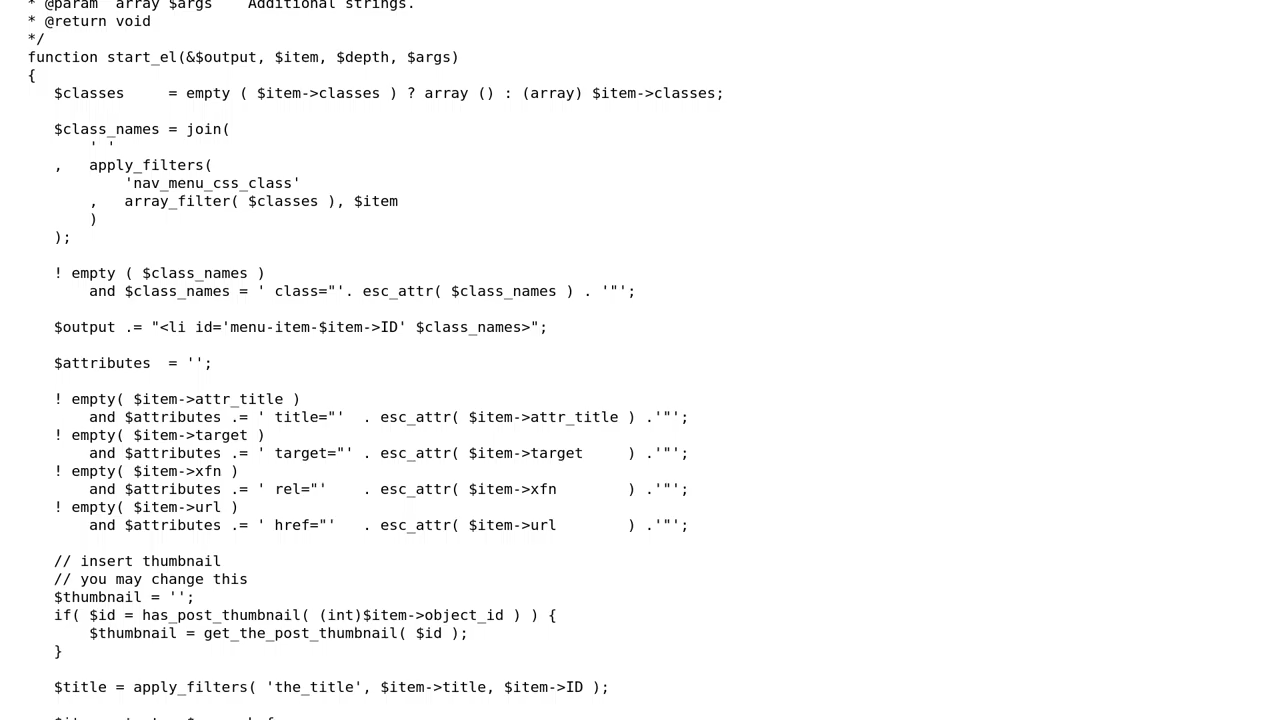 * @param  array $args    Additional strings.
* @return void
*/
function start_el(&$output, $item, $depth, $args)
{
   $classes     = empty ( $item->classes ) ? array () : (array) $item->classes;

   $class_names = join(
       ' '
   ,   apply_filters(
           'nav_menu_css_class'
       ,   array_filter( $classes ), $item
       )
   );

   ! empty ( $class_names )
       and $class_names = ' class="'. esc_attr( $class_names ) . '"';

   $output .= "<li id='menu-item-$item->ID' $class_names>";

   $attributes  = '';

   ! empty( $item->attr_title )
       and $attributes .= ' title="'  . esc_attr( $item->attr_title ) .'"';
   ! empty( $item->target )
       and $attributes .= ' target="' . esc_attr( $item->target     ) .'"';
   ! empty( $item->xfn )
       and $attributes .= ' rel="'    . esc_attr( $item->xfn        ) .'"';
   ! empty( $item->url )
       and $attributes .= ' href="'   . esc_attr( $item->url        ) .'"';

   // insert thumbnail
   // you may change this
   $thumbnail = '';
   if( $id = has_post_thumbnail( (int)$item->object_id ) ) {
       $thumbnail = get_the_post_thumbnail( $id );
   }

   $title = apply_filters( 'the_title', $item->title, $item->ID );